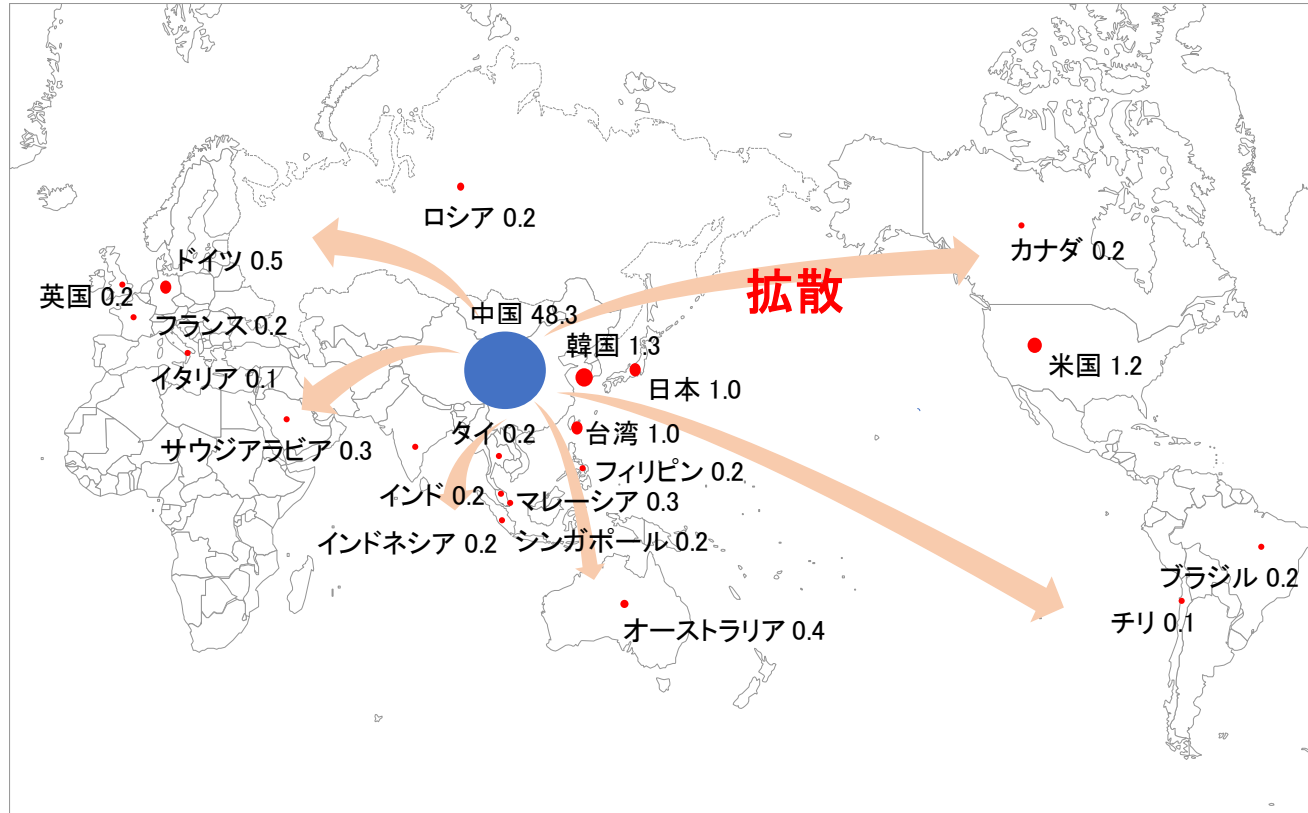 ロシア 0.2
カナダ 0.2
ドイツ 0.5
拡散
英国 0.2
中国 48.3
フランス 0.2
韓国 1.3
米国 1.2
イタリア 0.1
日本 1.0
サウジアラビア 0.3
タイ 0.2
台湾 1.0
フィリピン 0.2
インド 0.2
マレーシア 0.3
インドネシア 0.2
シンガポール 0.2
ブラジル 0.2
チリ 0.1
オーストラリア 0.4